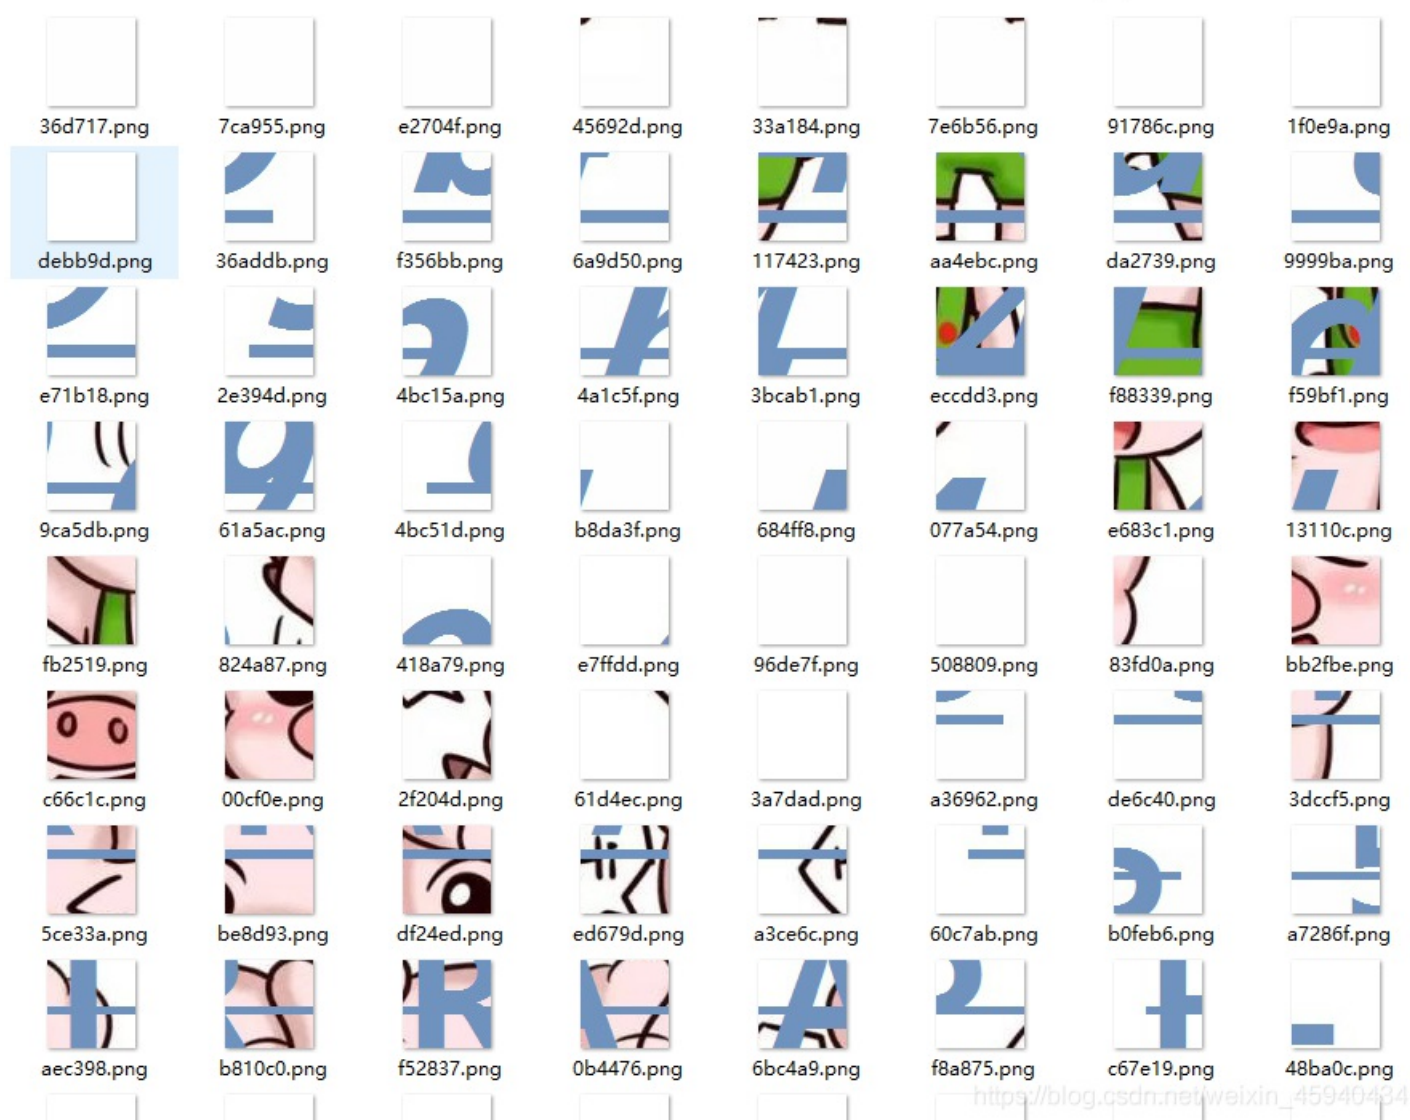 36d717.png 7ca955.png e2704f.png 45692d.png 33a184.png 7e6b56.png 91786c.png 1f0e9a.png
debb9d.png 36addb.png f356bb.png 6a9d50.png 117423.png aa4ebc.png da2739.png 9999ba.png
e71b18.png 2e394d.png 4bc15a.png 4a1c5f.png 3bcab1.png eccdd3.png f88339.png f59bf1.png
9ca5db.png 61a5ac.png 4bc51d.png b8da3f.png 684ff8.png 077a54.png e683c1.png 13110c.png
fb2519.png 824a87.png 418a79.png e7ffdd.png 96de7f.png 508809.png 83fd0a.png bb2fbe.png
c66c1c.png 00cf0e.png 2f204d.png 61d4ec.png 3a7dad.png a36962.png de6c40.png 3dccf5.png
5ce33a.png be8d93.png df24ed.png ed679d.png a3ce6c.png 60c7ab.png b0feb6.png a7286f.png
aec398.png b810c0.png f52837.png 0b4476.png 6bc4a9.png f8a875.png c67e19.png 48ba0c.png
https://blog.csdn.net/weixin_45940434